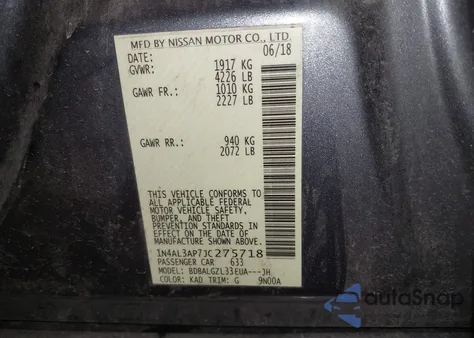 MFD BY NISSAN MOTOR CO., LTD.
DATE: 06/18
GVWR: 1917 KG
4226 LB
GAWR FR.: 1010 KG
2227 LB
GAWR RR.: 940 KG
2072 LB
THIS VEHICLE CONFORMS TO
ALL APPLICABLE FEDERAL
MOTOR VEHICLE SAFETY,
BUMPER, AND THEFT
PREVENTION STANDARDS IN
EFFECT ON THE DATE OF
MANUFACTURE SHOWN ABOVE.
1N4AL3AP7JC275718
PASSENGER CAR 633
MODEL: BDBALGZL33EUA---JH
COLOR: KAD TRIM: G 9N00A
autoSnap